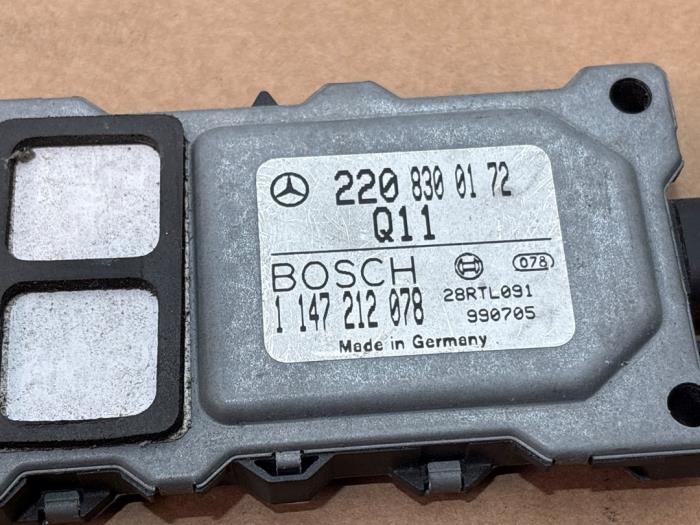 220 830 01 72
Q11
BOSCH 078
1 147 212 078 28RTL091
990705
Made in Germany